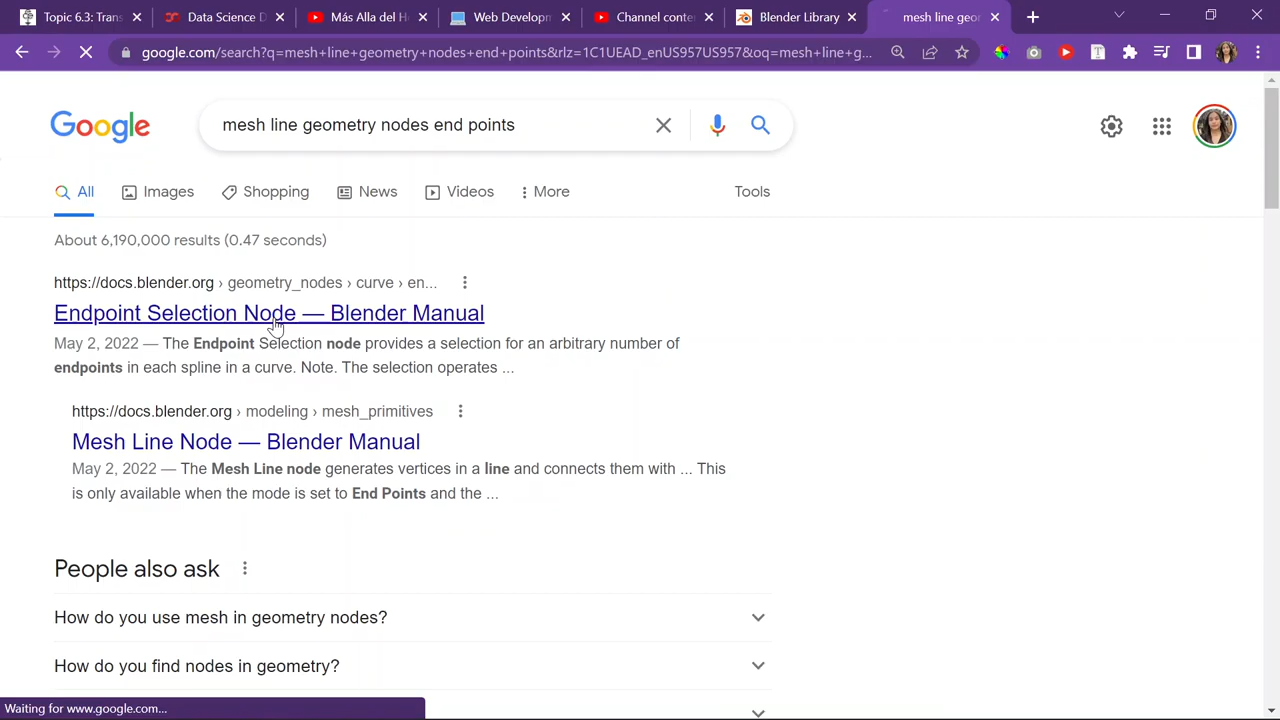 Topic 6.3: Trans
Data Science D
Más Alla del H
Web Developm
Channel conte
Blender Library
mesh line geor
google.com/search?q=mesh+line+geometry+nodes+end+points&rlz=1C1UEAD_enUS957US957&oq=mesh+line+g...
Google
mesh line geometry nodes end points
All
Images
Shopping
News
Videos
More
Tools
About 6,190,000 results (0.47 seconds)
https://docs.blender.org › geometry_nodes › curve › en...
Endpoint Selection Node — Blender Manual
May 2, 2022 — The Endpoint Selection node provides a selection for an arbitrary number of
endpoints in each spline in a curve. Note. The selection operates ...
https://docs.blender.org › modeling › mesh_primitives
Mesh Line Node — Blender Manual
May 2, 2022 — The Mesh Line node generates vertices in a line and connects them with ... This
is only available when the mode is set to End Points and the ...
People also ask
How do you use mesh in geometry nodes?
How do you find nodes in geometry?
Waiting for www.google.com...